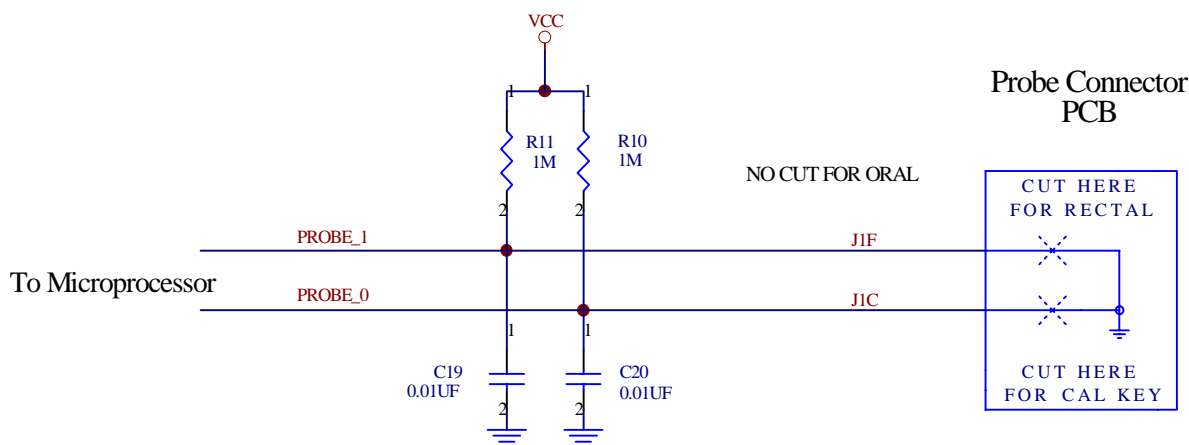 VCC
Probe Connector
PCB
1
1
R11
1M
R10
1M
NO CUT FOR ORAL
CUT HERE
FOR RECTAL
2
2
PROBE_1
J1F
To Microprocessor
PROBE_0
J1C
1
1
C19
0.01UF
C20
0.01UF
CUT HERE
FOR CAL KEY
2
2